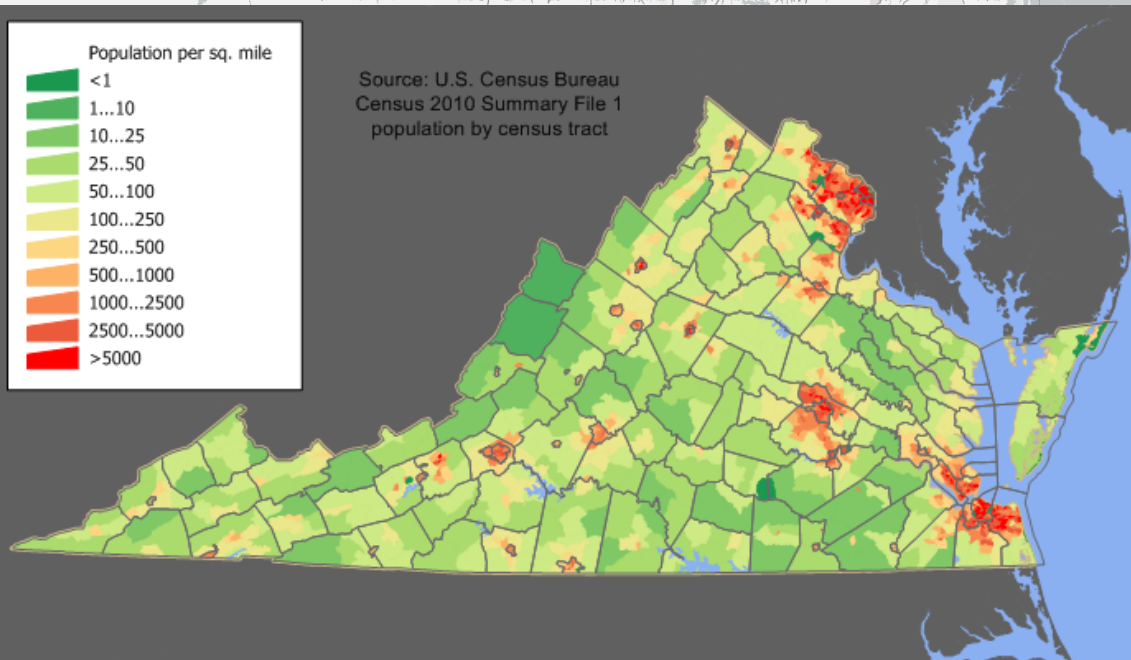 Population per sq. mile
<1
1...10
10...25
25...50
50...100
100...250
250...500
500...1000
1000...2500
2500...5000
>5000
Source: U.S. Census Bureau
Census 2010 Summary File 1
population by census tract